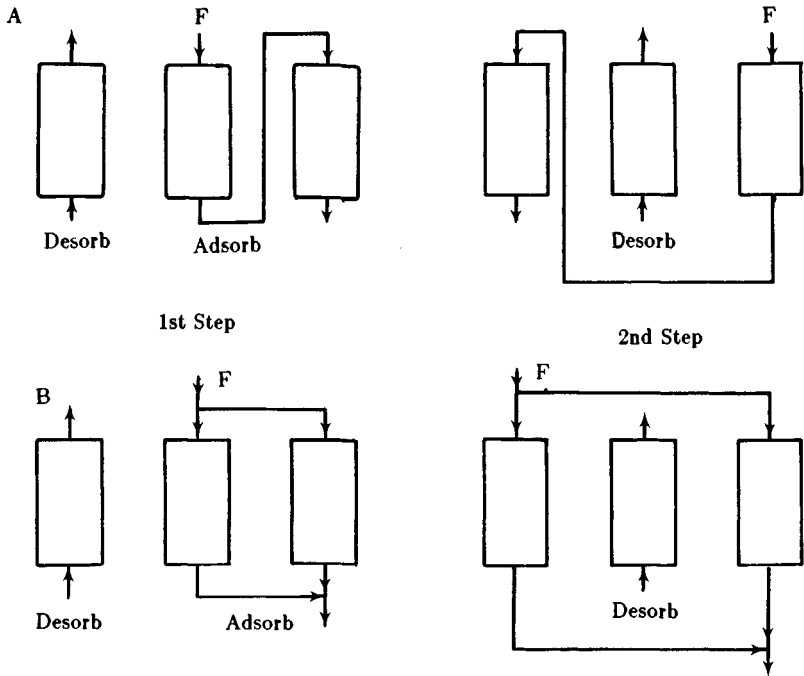 A
F
F
Desorb
Adsorb
Desorb
1st Step
2nd Step
B
F
F
Desorb
Adsorb
Desorb